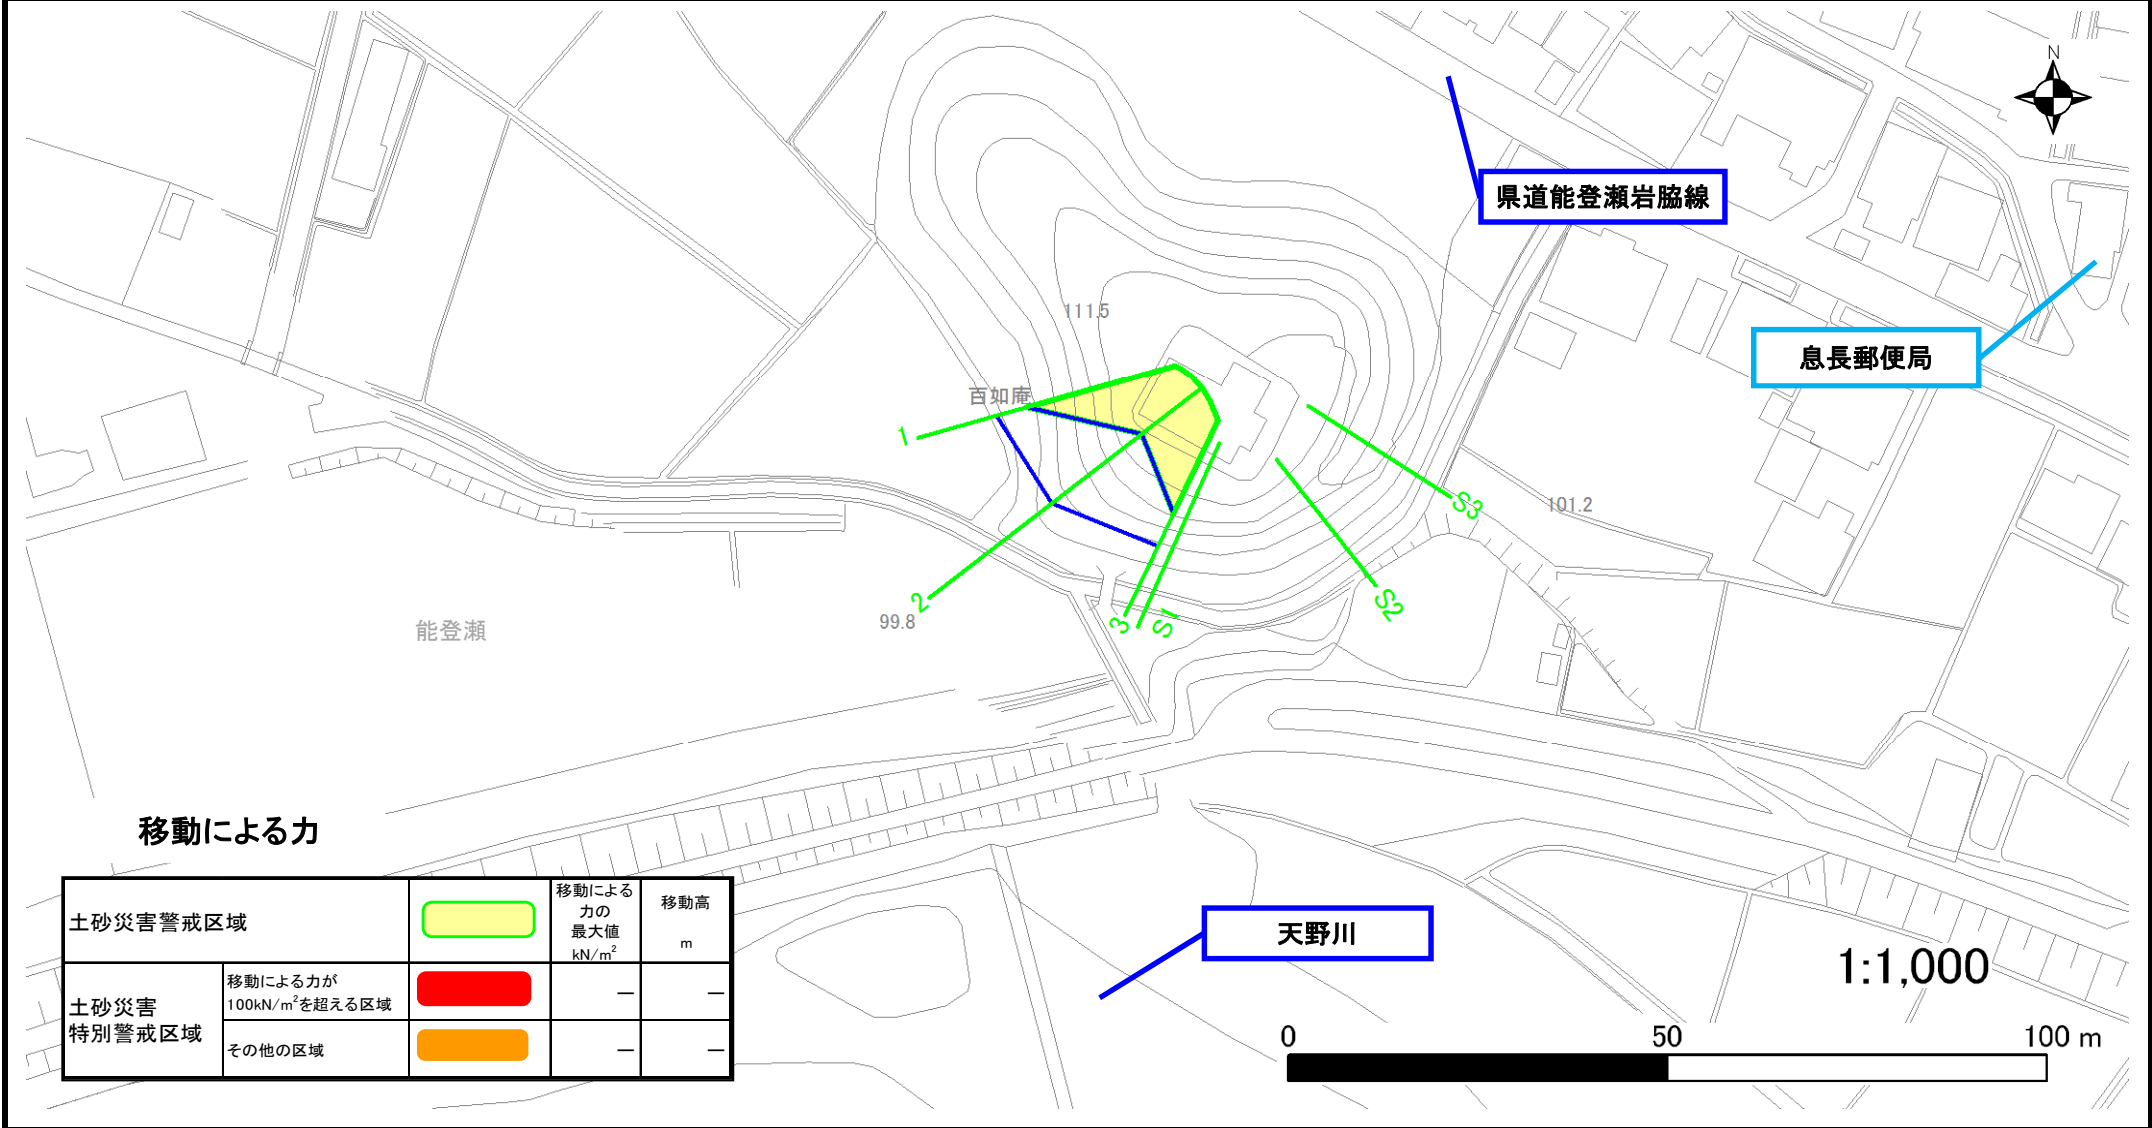 N
県道能登瀬岩脇線
111.5
息長郵便局
百如庵
1
S3
101.2
2
3
S1
S2
99.8
能登瀬
移動による力
土砂災害警戒区域
移動による
力の
最大値
kN/m²
移動高
m
土砂災害
特別警戒区域
移動による力が
100kN/m²を超える区域
—
—
その他の区域
—
—
天野川
1:1,000
0
50
100 m